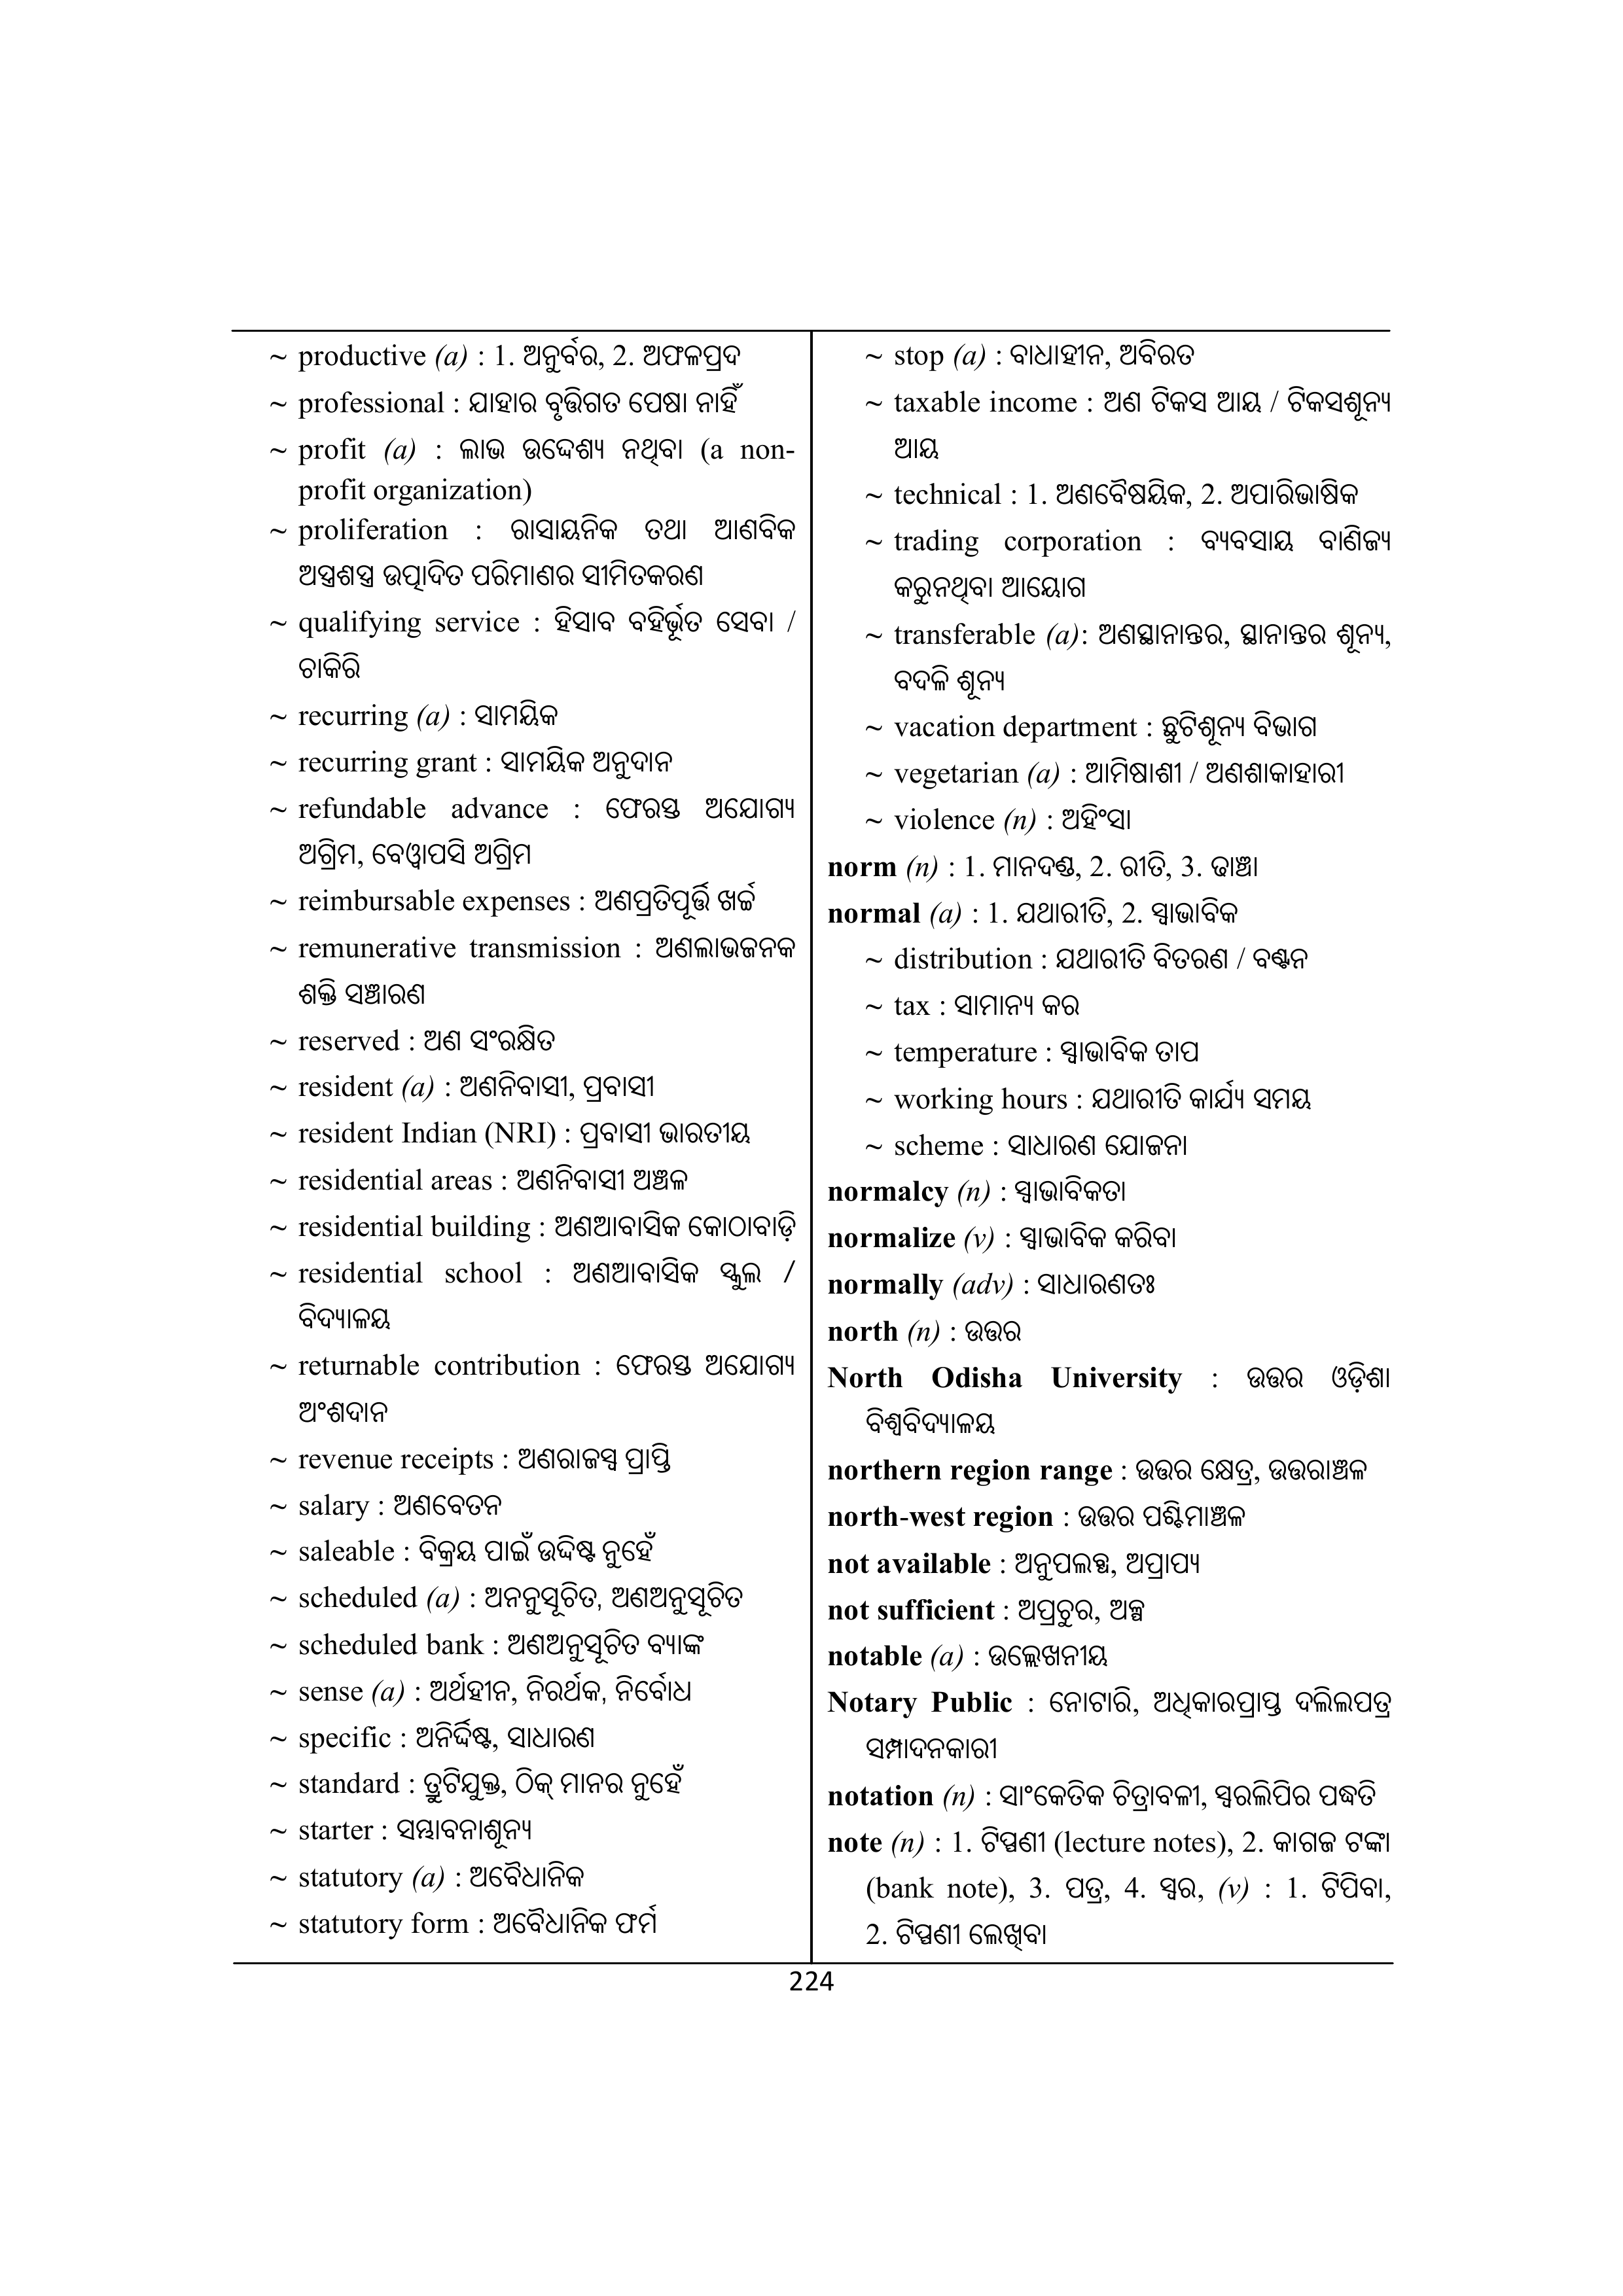 ~ productive (a) : 1. ଅନୁର୍ବର, 2. ଅଫଳପ୍ରଦ
~ professional : ଯାହାର ବୃତ୍ତିଗତ ପେଷା ନାହିଁ
~ profit (a) : ଲାଭ ଉଦ୍ଦେଶ୍ୟ ନଥିବା (a non-
profit organization)
~ proliferation : ରାସାୟନିକ ତଥା ଆଣବିକ
ଅସ୍ତ୍ରଶସ୍ତ୍ର ଉତ୍ପାଦିତ ପରିମାଣର ସୀମିତକରଣ
~ qualifying service : ହିସାବ ବହିର୍ଭୂତ ସେବା /
ଚାକିରି
~ recurring (a) : ସାମୟିକ
~ recurring grant : ସାମୟିକ ଅନୁଦାନ
~ refundable advance : ଫେରସ୍ତ ଅଯୋଗ୍ୟ
ଅଗ୍ରିମ, ବେୱାପସି ଅଗ୍ରିମ
~ reimbursable expenses : ଅଣପ୍ରତିପୂର୍ତ୍ତି ଖର୍ଚ୍ଚ
~ remunerative transmission : ଅଣଲାଭଜନକ
ଶକ୍ତି ସଞ୍ଚାରଣ
~ reserved : ଅଣ ସଂରକ୍ଷିତ
~ resident (a) : ଅଣନିବାସୀ, ପ୍ରବାସୀ
~ resident Indian (NRI) : ପ୍ରବାସୀ ଭାରତୀୟ
~ residential areas : ଅଣନିବାସୀ ଅଞ୍ଚଳ
~ residential building : ଅଣଆବାସିକ କୋଠାବାଡ଼ି
~ residential school : ଅଣଆବାସିକ ସ୍କୁଲ /
ବିଦ୍ୟାଳୟ
~ returnable contribution : ଫେରସ୍ତ ଅଯୋଗ୍ୟ
ଅଂଶଦାନ
~ revenue receipts : ଅଣରାଜସ୍ୱ ପ୍ରାପ୍ତି
~ salary : ଅଣବେତନ
~ saleable : ବିକ୍ରୟ ପାଇଁ ଉଦ୍ଦିଷ୍ଟ ନୁହେଁ
~ scheduled (a) : ଅନନୁସୂଚିତ, ଅଣଅନୁସୂଚିତ
~ scheduled bank : ଅଣଅନୁସୂଚିତ ବ୍ୟାଙ୍କ
~ sense (a) : ଅର୍ଥହୀନ, ନିରର୍ଥକ, ନିର୍ବୋଧ
~ specific : ଅନିର୍ଦ୍ଦିଷ୍ଟ, ସାଧାରଣ
~ standard : ତ୍ରୁଟିଯୁକ୍ତ, ଠିକ୍ ମାନର ନୁହେଁ
~ starter : ସମ୍ଭାବନାଶୂନ୍ୟ
~ statutory (a) : ଅବୈଧାନିକ
~ statutory form : ଅବୈଧାନିକ ଫର୍ମ
~ stop (a) : ବାଧାହୀନ, ଅବିରତ
~ taxable income : ଅଣ ଟିକସ ଆୟ / ଟିକସଶୂନ୍ୟ
ଆୟ
~ technical : 1. ଅଣବୈଷୟିକ, 2. ଅପାରିଭାଷିକ
~ trading corporation : ବ୍ୟବସାୟ ବାଣିଜ୍ୟ
କରୁନଥିବା ଆୟୋଗ
~ transferable (a): ଅଣସ୍ଥାନାନ୍ତର, ସ୍ଥାନାନ୍ତର ଶୂନ୍ୟ,
ବଦଳି ଶୂନ୍ୟ
~ vacation department : ଛୁଟିଶୂନ୍ୟ ବିଭାଗ
~ vegetarian (a) : ଆମିଷାଶୀ / ଅଣଶାକାହାରୀ
~ violence (n) : ଅହିଂସା
norm (n) : 1. ମାନଦଣ୍ଡ, 2. ରୀତି, 3. ଢାଞ୍ଚା
normal (a) : 1. ଯଥାରୀତି, 2. ସ୍ୱାଭାବିକ
~ distribution : ଯଥାରୀତି ବିତରଣ / ବଣ୍ଟନ
~ tax : ସାମାନ୍ୟ କର
~ temperature : ସ୍ୱାଭାବିକ ତାପ
~ working hours : ଯଥାରୀତି କାର୍ଯ୍ୟ ସମୟ
~ scheme : ସାଧାରଣ ଯୋଜନା
normalcy (n) : ସ୍ୱାଭାବିକତା
normalize (v) : ସ୍ୱାଭାବିକ କରିବା
normally (adv) : ସାଧାରଣତଃ
north (n) : ଉତ୍ତର
North Odisha University : ଉତ୍ତର ଓଡ଼ିଶା
ବିଶ୍ୱବିଦ୍ୟାଳୟ
northern region range : ଉତ୍ତର କ୍ଷେତ୍ର, ଉତ୍ତରାଞ୍ଚଳ
north-west region : ଉତ୍ତର ପଶ୍ଚିମାଞ୍ଚଳ
not available : ଅନୁପଲବ୍ଧ, ଅପ୍ରାପ୍ୟ
not sufficient : ଅପ୍ରଚୁର, ଅଳ୍ପ
notable (a) : ଉଲ୍ଲେଖନୀୟ
Notary Public : ନୋଟାରି, ଅଧିକାରପ୍ରାପ୍ତ ଦଲିଲପତ୍ର
ସମ୍ପାଦନକାରୀ
notation (n) : ସାଂକେତିକ ଚିତ୍ରାବଳୀ, ସ୍ୱରଲିପିର ପଦ୍ଧତି
note (n) : 1. ଟିପ୍ପଣୀ (lecture notes), 2. କାଗଜ ଟଙ୍କା
(bank note), 3. ପତ୍ର, 4. ସ୍ୱର, (v) : 1. ଟିପିବା,
2. ଟିପ୍ପଣୀ ଲେଖିବା
224